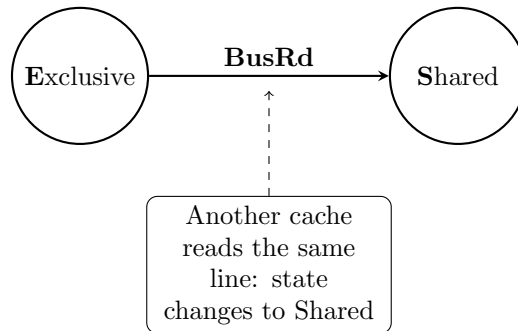 BusRd
Exclusive
Shared
Another cache
reads the same
line: state
changes to Shared